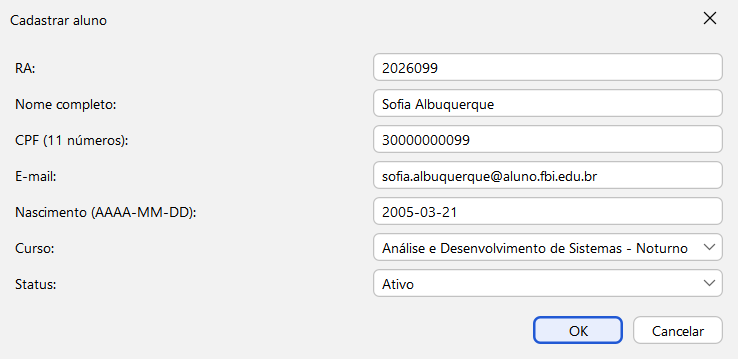 Cadastrar aluno
RA: 2026099
Nome completo: Sofia Albuquerque
CPF (11 números): 30000000099
E-mail: sofia.albuquerque@aluno.fbi.edu.br
Nascimento (AAAA-MM-DD): 2005-03-21
Curso: Análise e Desenvolvimento de Sistemas - Noturno
Status: Ativo
OK Cancelar